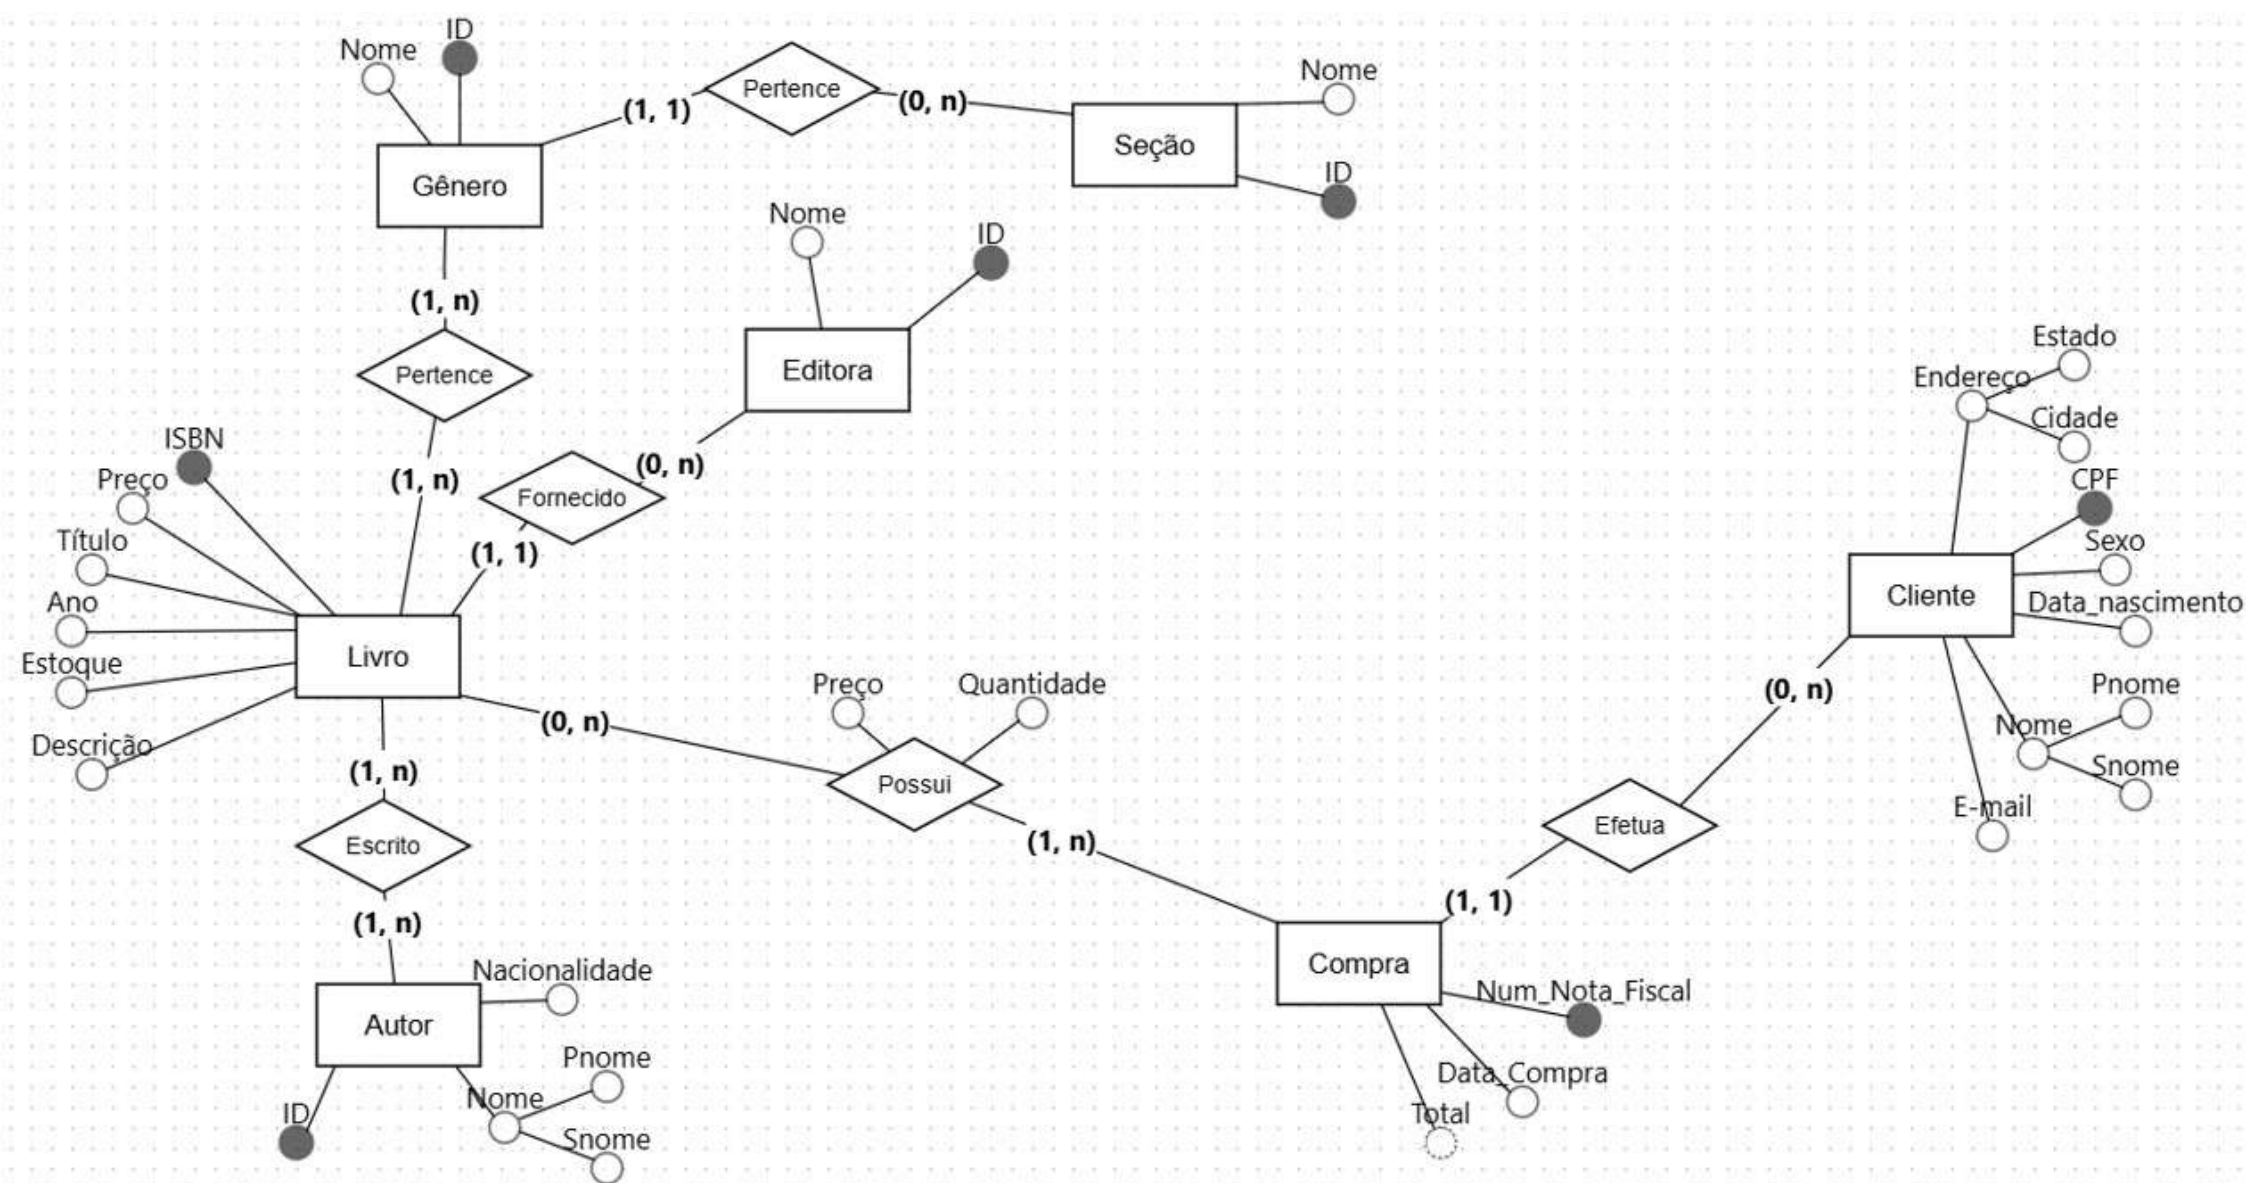 ID
Nome
Pertence
Nome
(1, 1)
(0, n)
Seção
ID
Gênero
Nome
ID
(1, n)
Editora
Pertence
Estado
Endereço
Cidade
ISBN
(0, n)
CPF
Preço
(1, n)
Fornecido
Título
(1, 1)
Sexo
Ano
Cliente
Data_nascimento
Estoque
Livro
Preço
Quantidade
(0, n)
Pnome
(0, n)
Nome
Descrição
(1, n)
Possui
Snome
E-mail
Escrito
(1, n)
Efetua
(1, n)
(1, 1)
Nacionalidade
Compra
Num_Nota_Fiscal
Autor
Pnome
Data_Compra
Nome
ID
Total
Snome